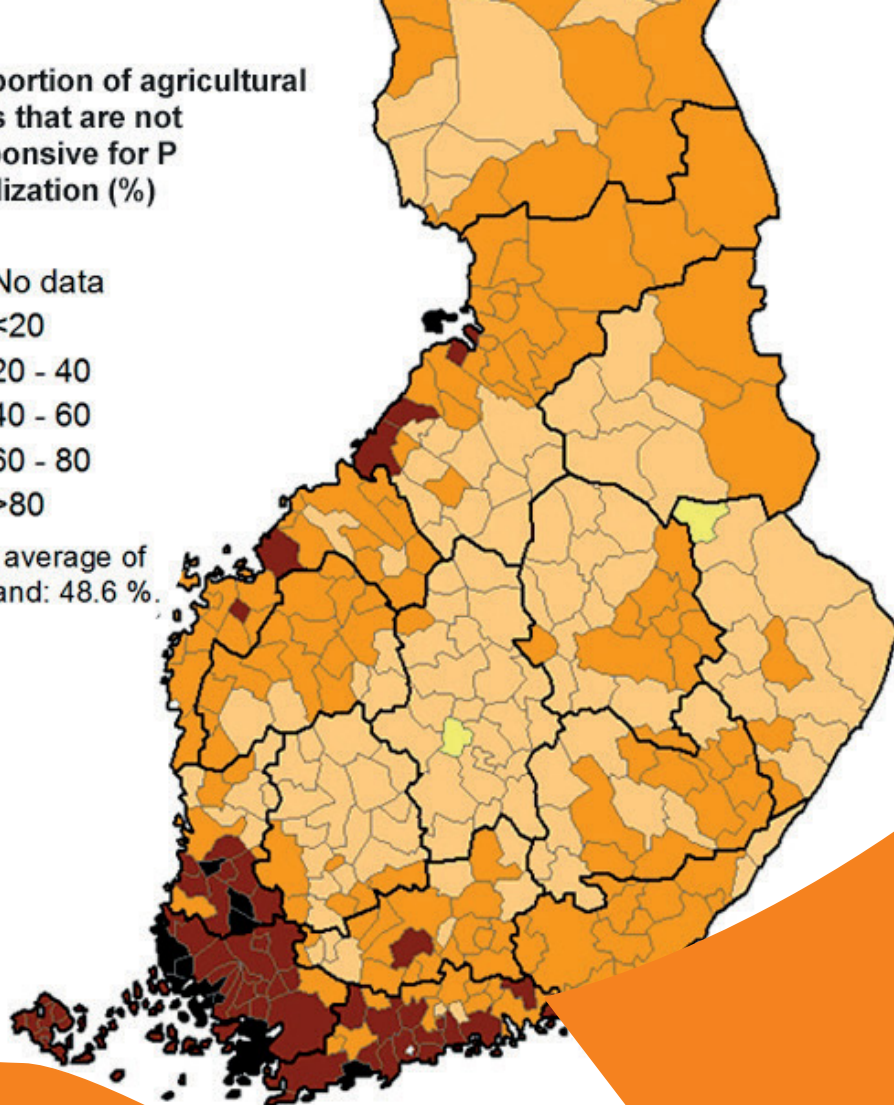 portion of agricultural
s that are not
ponsive for P
lization (%)
No data
<20
20 - 40
40 - 60
60 - 80
>80
average of
and: 48.6 %.